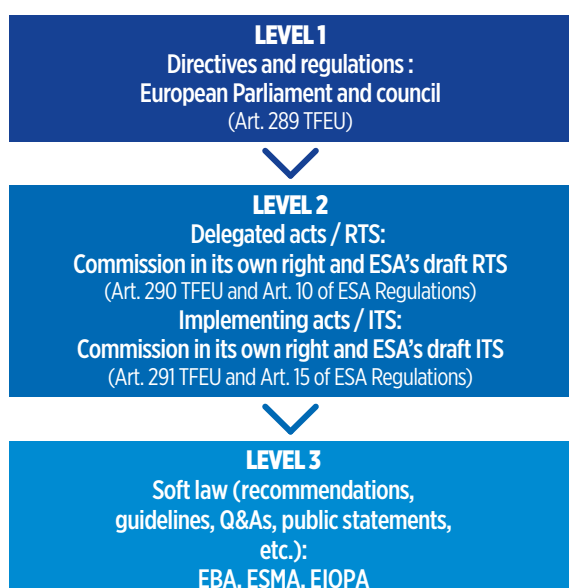 LEVEL 1
Directives and regulations :
European Parliament and council
(Art. 289 TFEU)
LEVEL 2
Delegated acts / RTS:
Commission in its own right and ESA's draft RTS
(Art. 290 TFEU and Art. 10 of ESA Regulations)
Implementing acts / ITS:
Commission in its own right and ESA's draft ITS
(Art. 291 TFEU and Art. 15 of ESA Regulations)
LEVEL 3
Soft law (recommendations,
guidelines, Q&As, public statements,
etc.):
EBA, ESMA, EIOPA